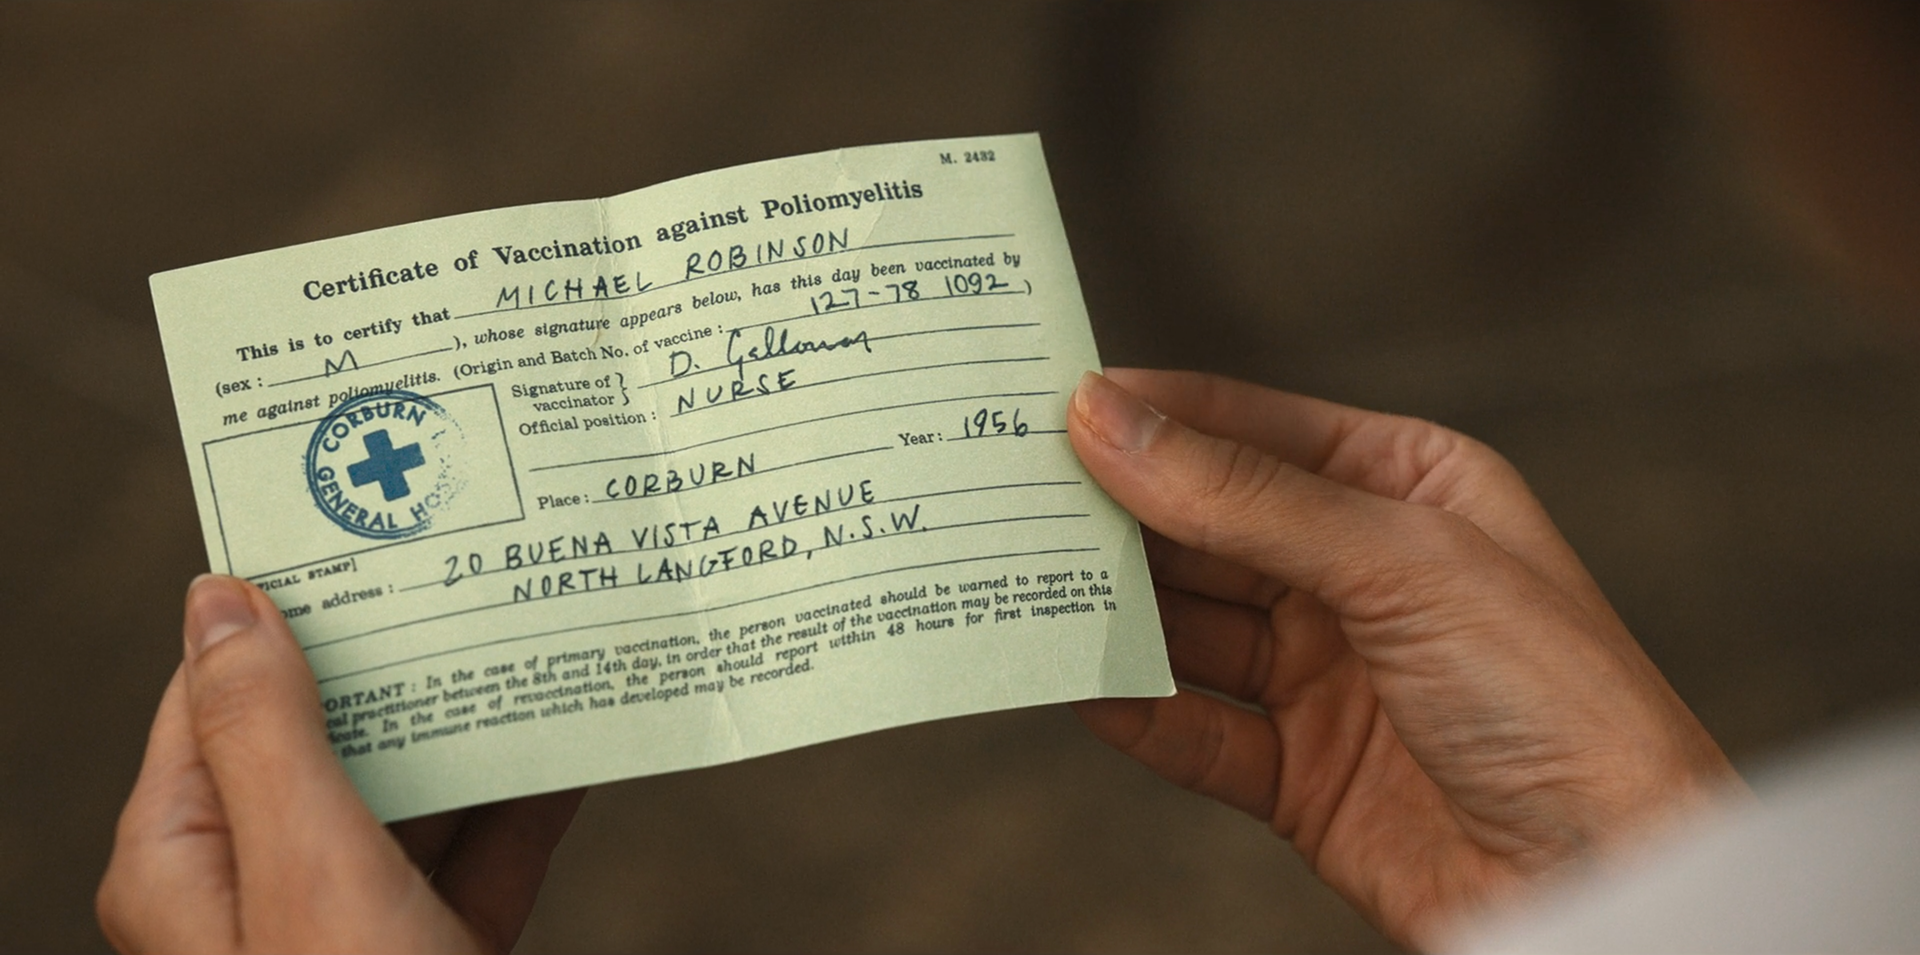 M. 2432
Certificate of Vaccination against Poliomyelitis
This is to certify that MICHAEL ROBINSON
(sex : M ), whose signature appears below, has this day been vaccinated by
me against poliomyelitis. (Origin and Batch No. of vaccine : 127-78 1092 )
Signature of } D. Galloway
vaccinator }
Official position : NURSE
Year: 1956
Place: CORBURN
CORBURN
GENERAL HOS
ICIAL STAMP]
ome address : 20 BUENA VISTA AVENUE
NORTH LANGFORD, N.S.W.
ORTANT : In the case of primary vaccination, the person vaccinated should be warned to report to a
cal practitioner between the 8th and 14th day, in order that the result of the vaccination may be recorded on this
icate. In the case of revaccination, the person should report within 48 hours for first inspection in
that any immune reaction which has developed may be recorded.